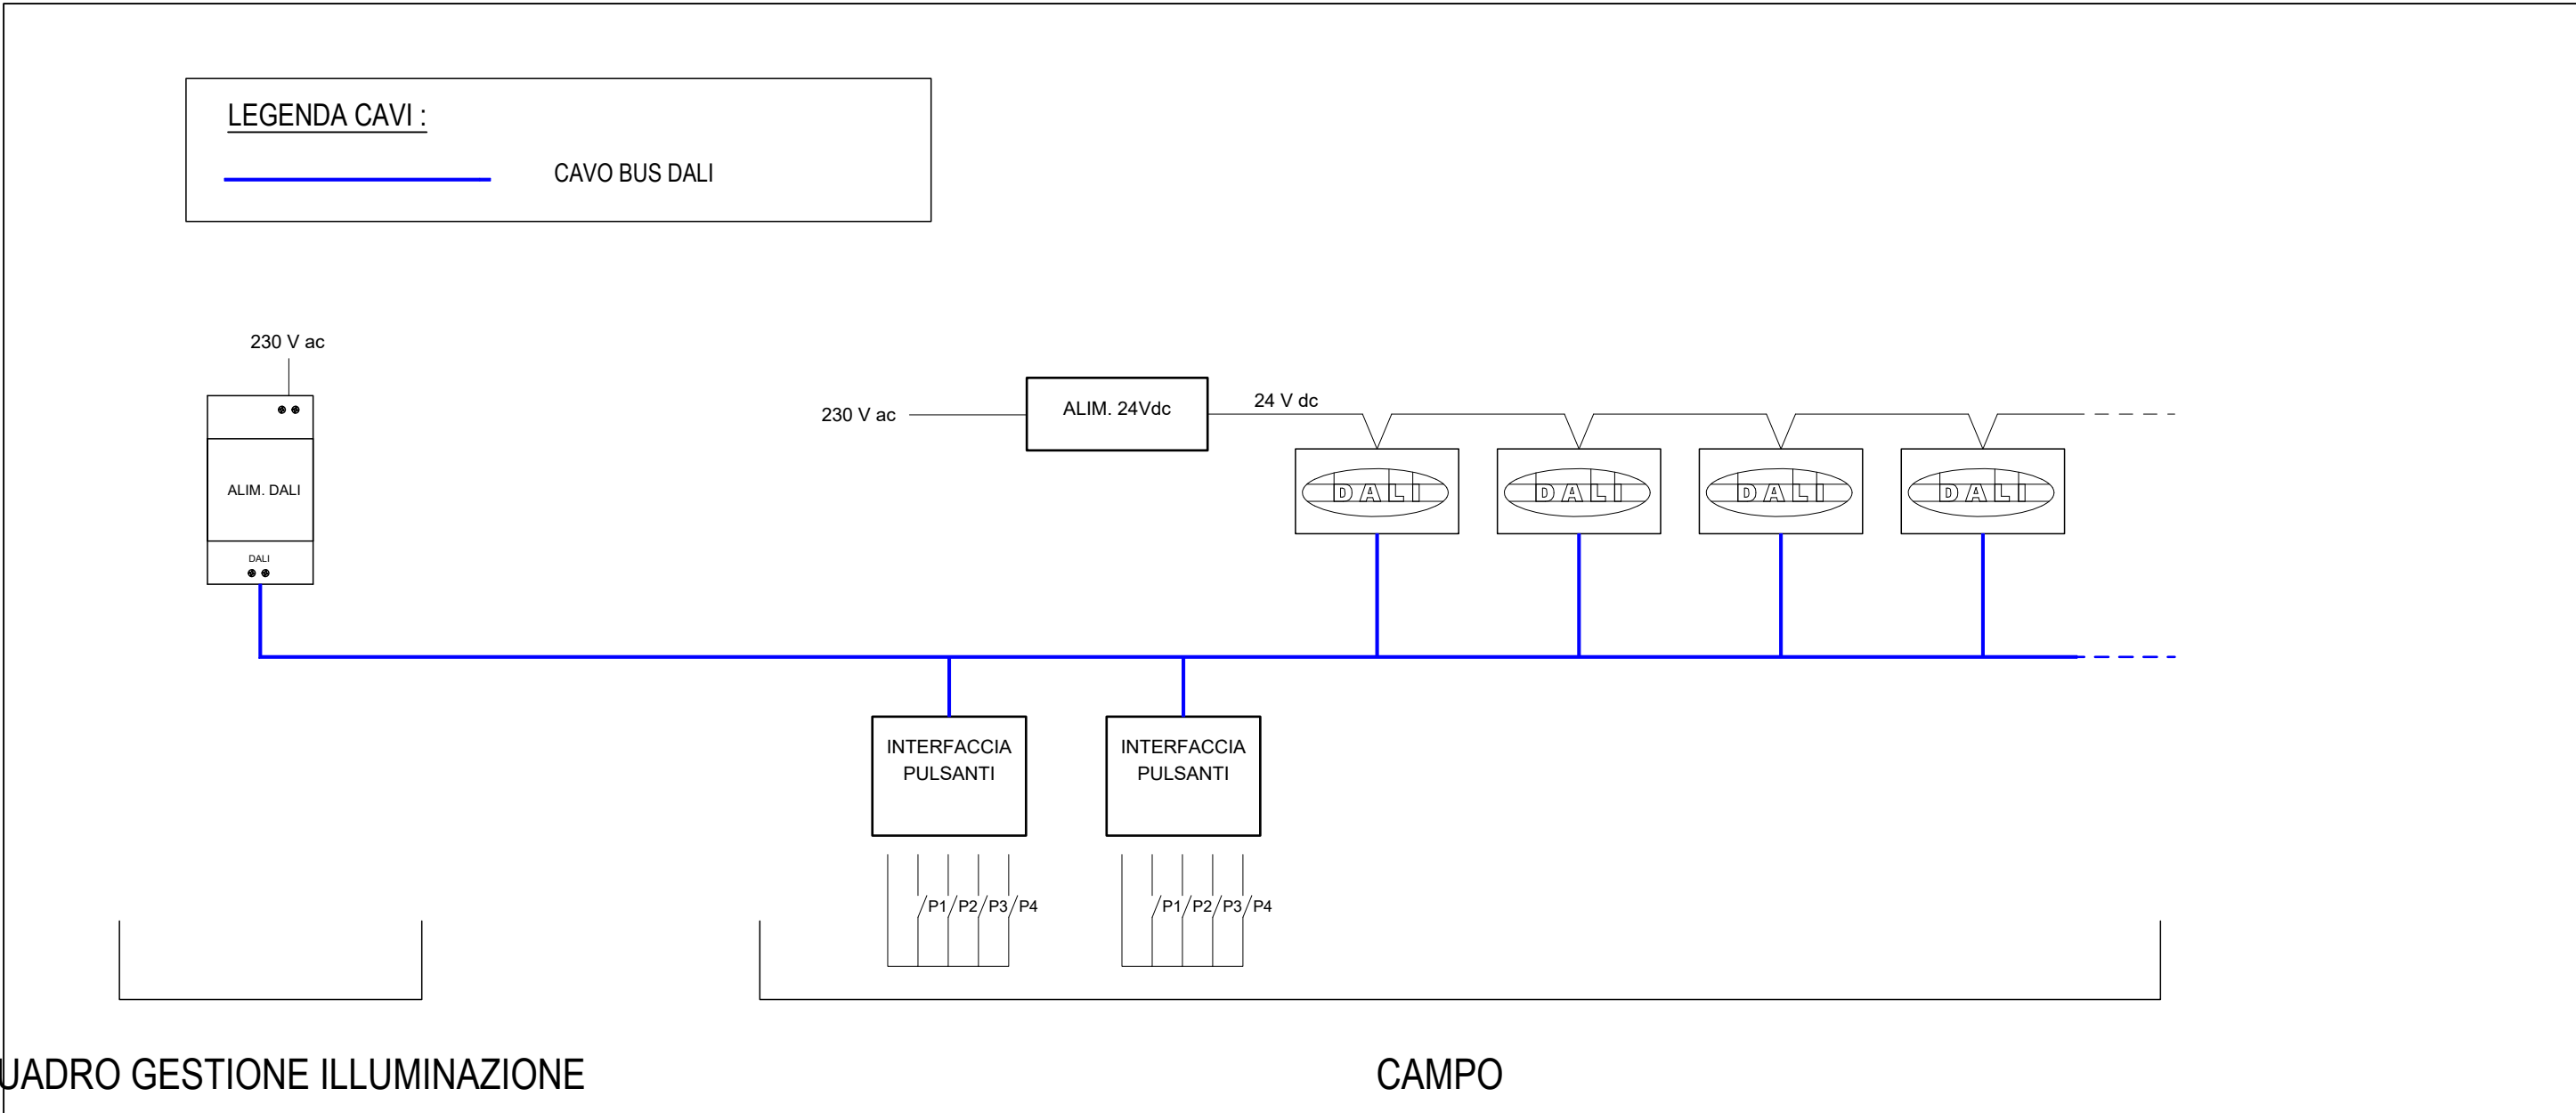 LEGENDA CAVI :
CAVO BUS DALI
230 V ac
ALIM. DALI
DALI
230 V ac
ALIM. 24Vdc
24 V dc
DALI
DALI
DALI
DALI
INTERFACCIA
PULSANTI
INTERFACCIA
PULSANTI
P1 P2 P3 P4
P1 P2 P3 P4
UADRO GESTIONE ILLUMINAZIONE
CAMPO